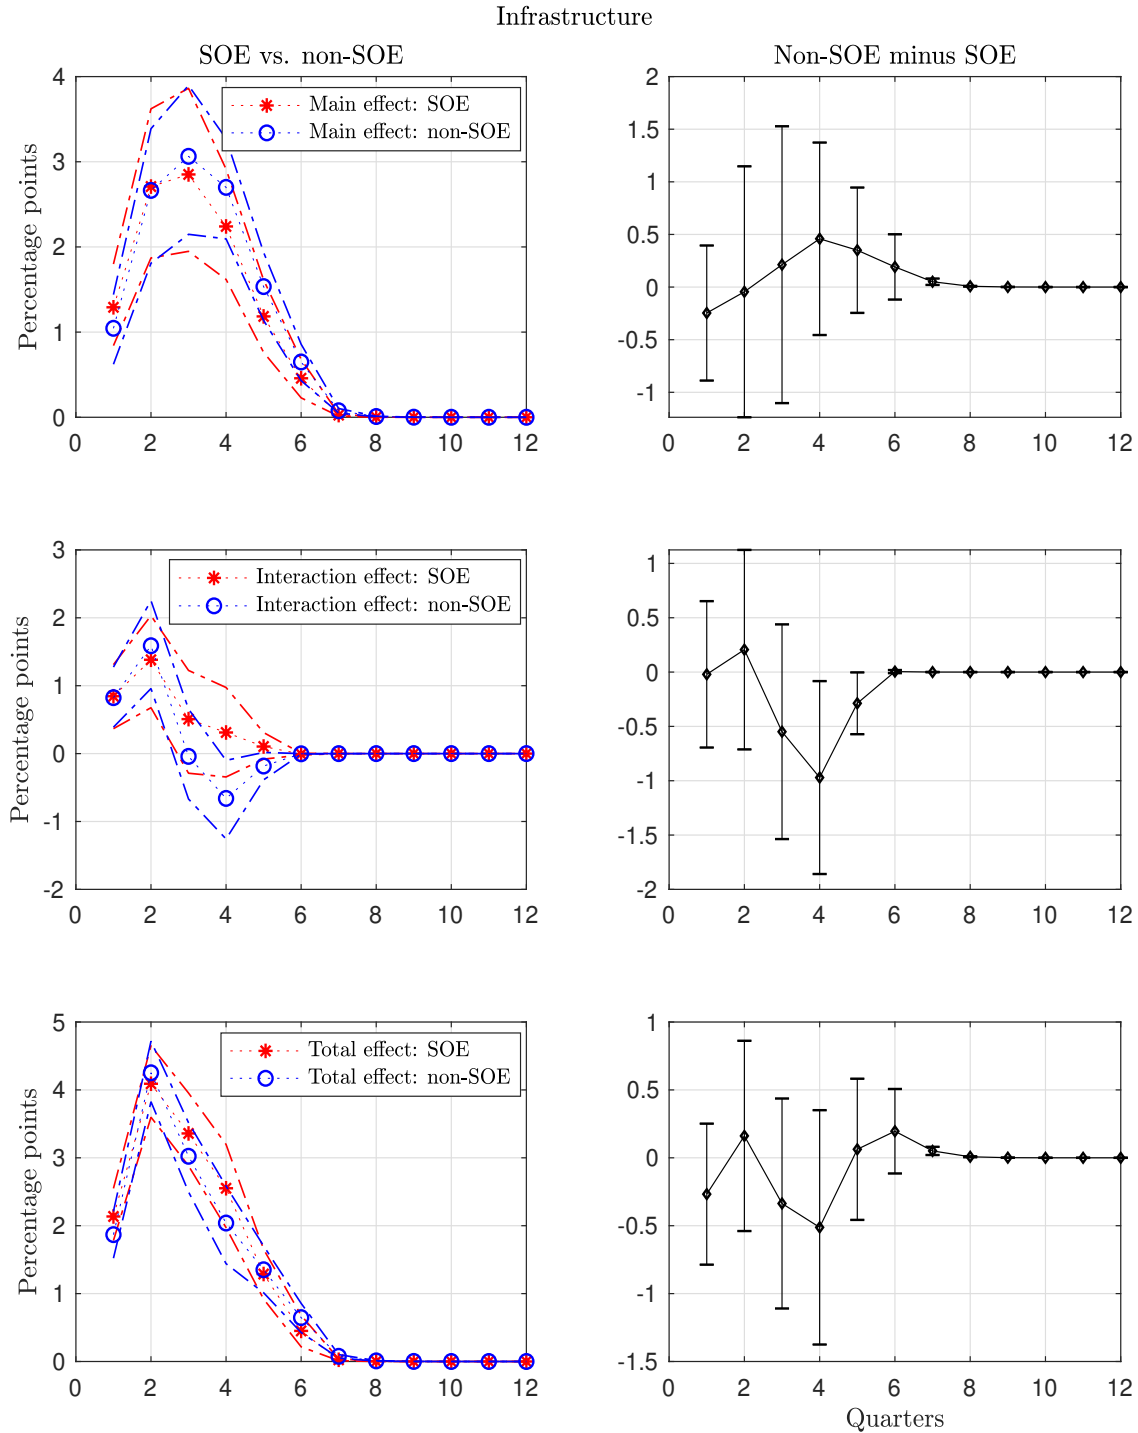 Infrastructure
SOE vs. non-SOE
Non-SOE minus SOE
Percentage points
4
3
2
1
0
Main effect: SOE
Main effect: non-SOE
0 2 4 6 8 10 12
2
1.5
1
0.5
0
-0.5
-1
0 2 4 6 8 10 12
Percentage points
3
2
1
0
-1
-2
Interaction effect: SOE
Interaction effect: non-SOE
0 2 4 6 8 10 12
1
0.5
0
-0.5
-1
-1.5
-2
0 2 4 6 8 10 12
Percentage points
5
4
3
2
1
0
Total effect: SOE
Total effect: non-SOE
0 2 4 6 8 10 12
1
0.5
0
-0.5
-1
-1.5
0 2 4 6 8 10 12
Quarters